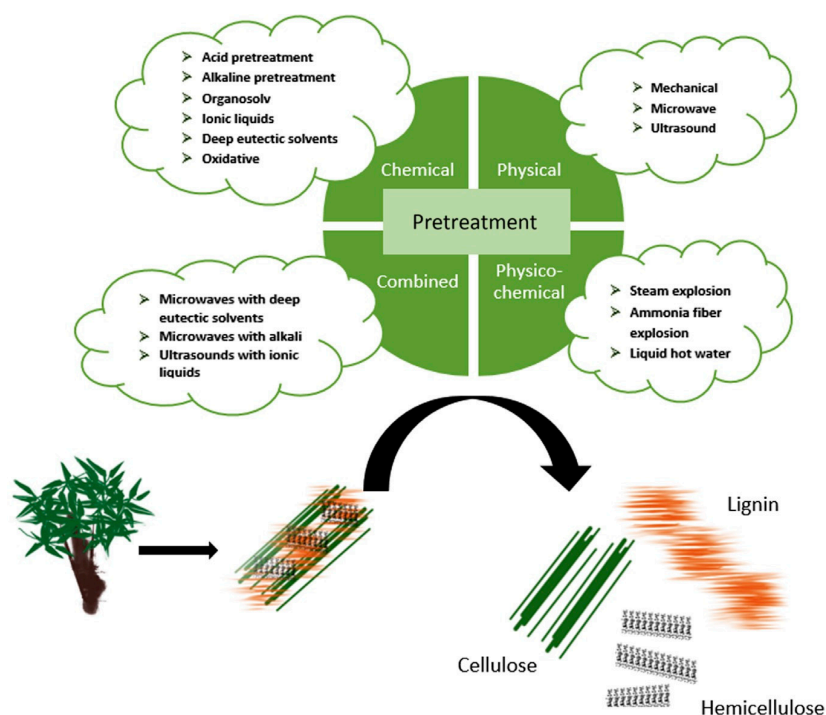 Acid pretreatment
Alkaline pretreatment
Organosolv
Ionic liquids
Deep eutectic solvents
Oxidative
Mechanical
Microwave
Ultrasound
Chemical
Physical
Pretreatment
Combined
Physico-
chemical
Microwaves with deep
eutectic solvents
Microwaves with alkali
Ultrasounds with ionic
liquids
Steam explosion
Ammonia fiber
explosion
Liquid hot water
Lignin
Cellulose
Hemicellulose